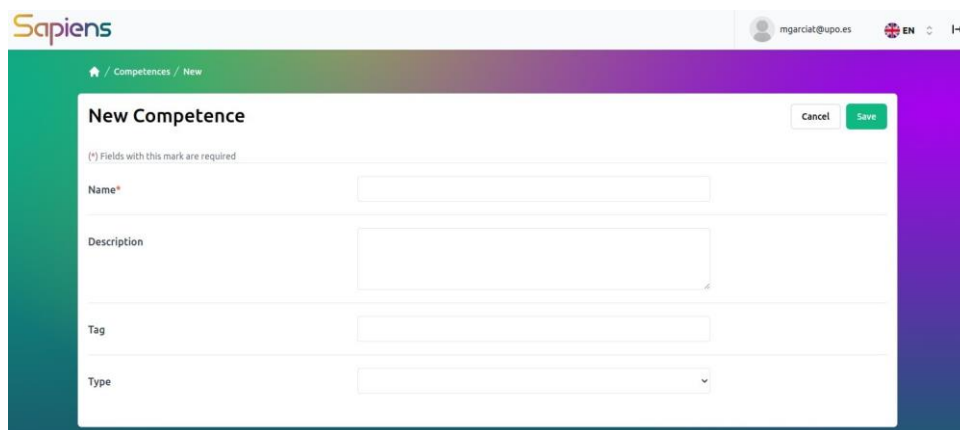 Sapiens
mgarciat@upo.es EN
/ Competences / New
New Competence
Cancel Save
(*) Fields with this mark are required
Name*
Description
Tag
Type